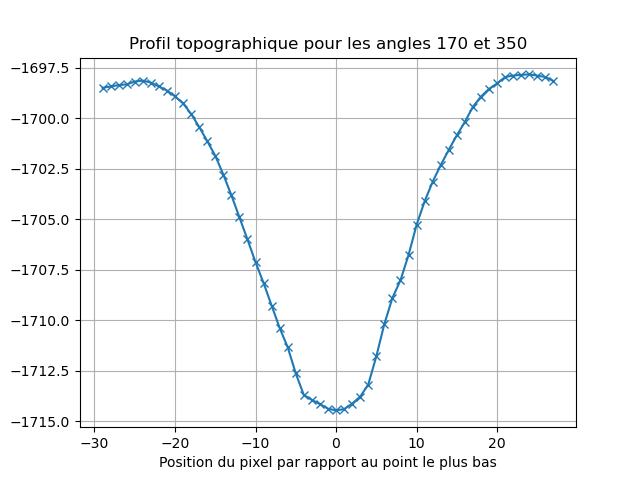 Profil topographique pour les angles 170 et 350
−1697.5
−1700.0
−1702.5
−1705.0
−1707.5
−1710.0
−1712.5
−1715.0
−30 −20 −10 0 10 20
Position du pixel par rapport au point le plus bas